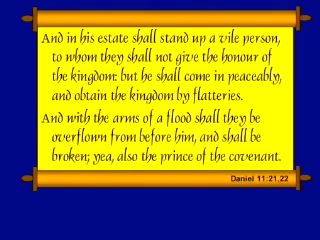 And in his estate shall stand up a vile person,
to whom they shall not give the honour of
the kingdom: but he shall come in peaceably,
and obtain the kingdom by flatteries.
And with the arms of a flood shall they be
overflown from before him, and shall be
broken; yea, also the prince of the covenant.
Daniel 11:21,22